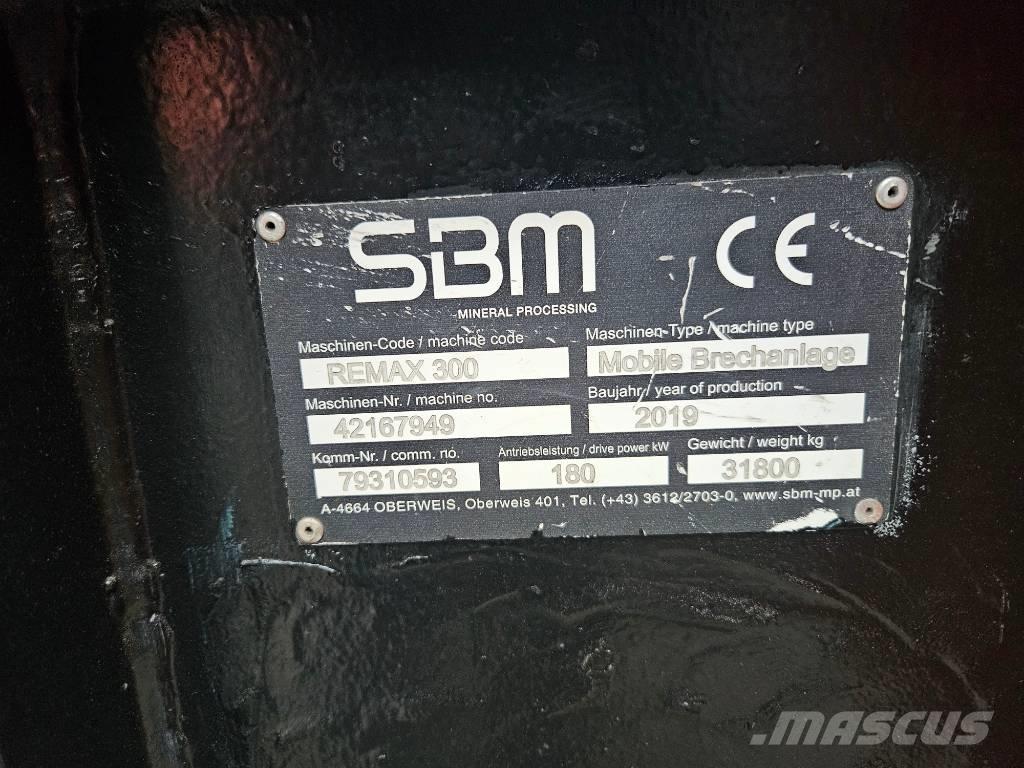 SBM CE
MINERAL PROCESSING
Maschinen-Code / machine code Maschinen-Type / machine type
REMAX 300 Mobile Brechanlage
Maschinen-Nr. / machine no. Baujahr / year of production
42167949 2019
Komm-Nr. / comm. no. Antriebsleistung / drive power kW Gewicht / weight kg
79310593 180 31800
A-4664 OBERWEIS, Oberweis 401, Tel. (+43) 3612/2703-0, www.sbm-mp.at
MASCUS